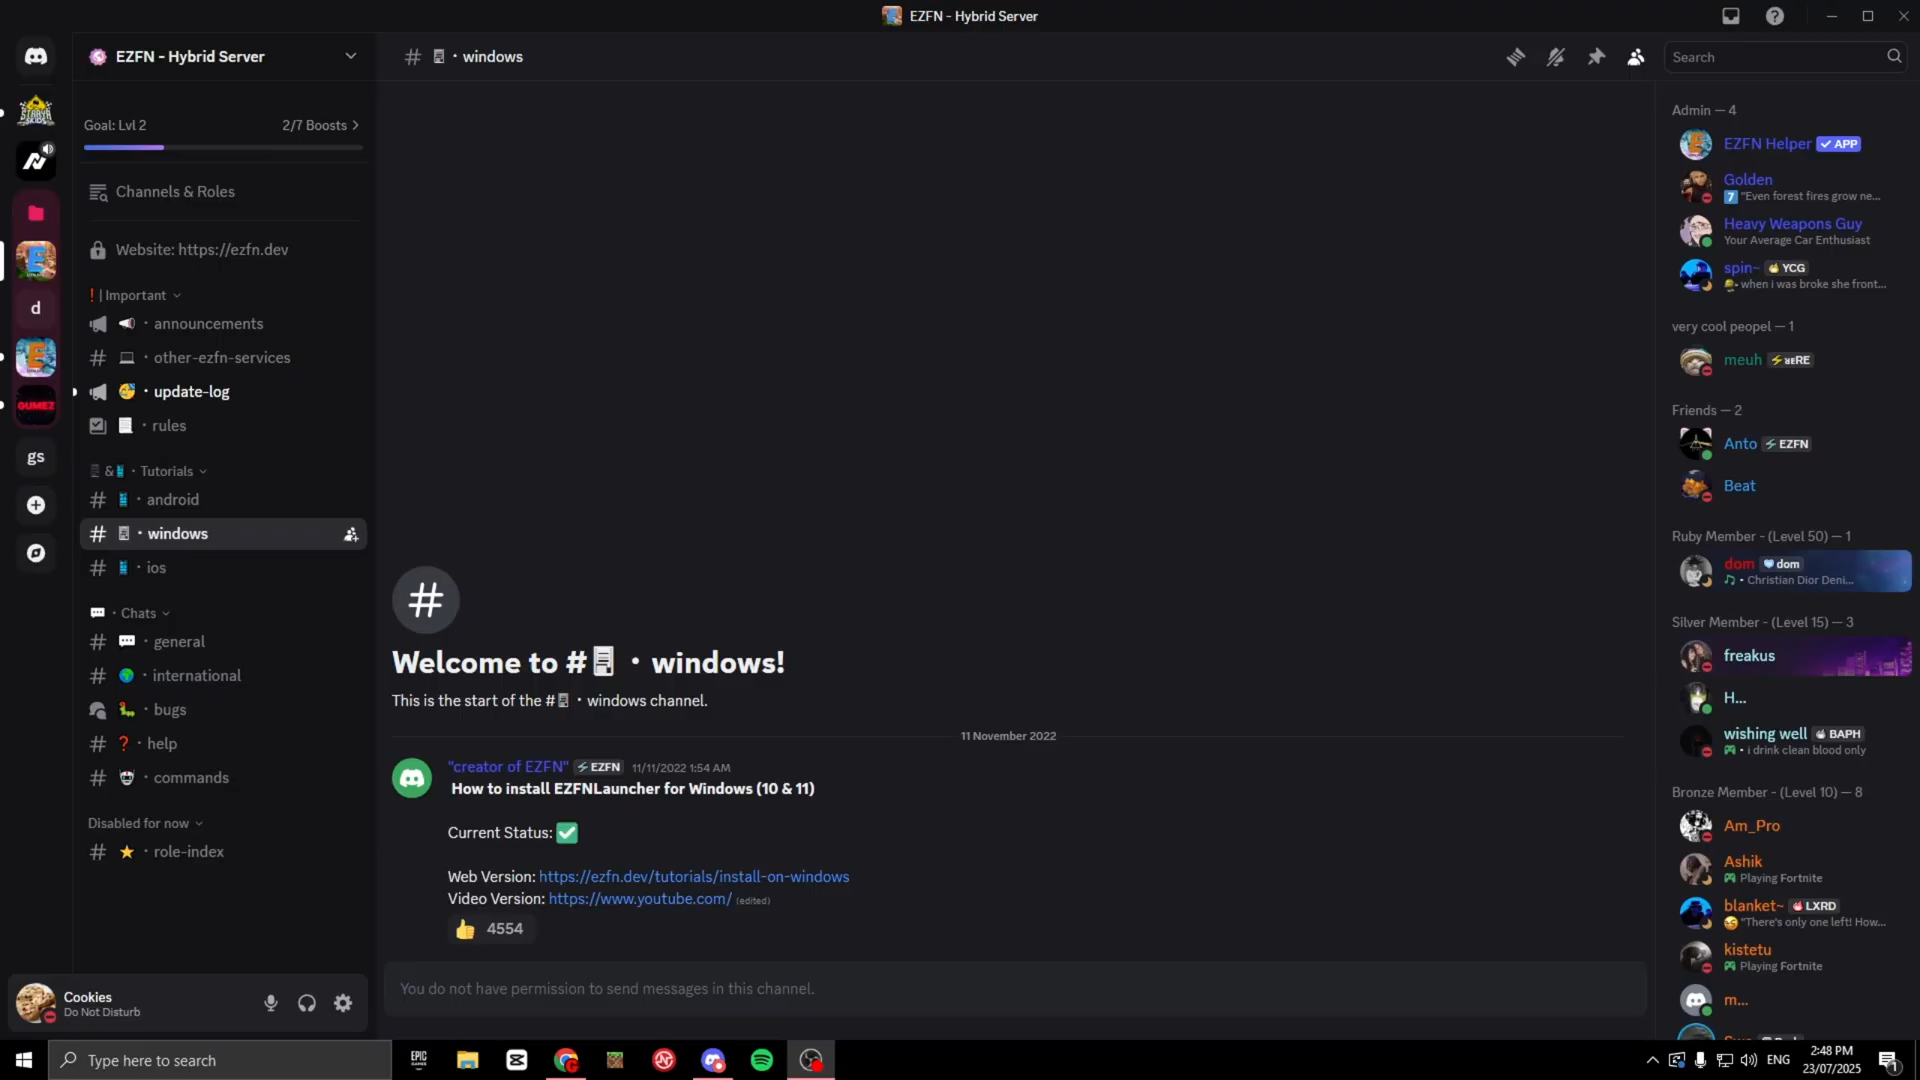 EZFN - Hybrid Server
EZFN - Hybrid Server
windows
Search
Goal: Lvl 2
2/7 Boosts
Channels & Roles
Website: https://ezfn.dev
❗| Important
announcements
other-ezfn-services
update-log
rules
& · Tutorials
android
windows
ios
· Chats
general
international
bugs
help
commands
Disabled for now
role-index
d
GUMEZ
gs
Welcome to # · windows!
This is the start of the # · windows channel.
11 November 2022
"creator of EZFN" EZFN 11/11/2022 1:54 AM
How to install EZFNLauncher for Windows (10 & 11)
Current Status: ✅
Web Version: https://ezfn.dev/tutorials/install-on-windows
Video Version: https://www.youtube.com/ (edited)
👍 4554
You do not have permission to send messages in this channel.
Admin — 4
EZFN Helper ✓ APP
Golden
7 "Even forest fires grow ne...
Heavy Weapons Guy
Your Average Car Enthusiast
spin~ YCG
when i was broke she front...
very cool peopel — 1
meuh
Friends — 2
Anto EZFN
Beat
Ruby Member - (Level 50) — 1
dom dom
• Christian Dior Deni...
Silver Member - (Level 15) — 3
freakus
H...
wishing well BAPH
• i drink clean blood only
Bronze Member - (Level 10) — 8
Am_Pro
Ashik
Playing Fortnite
blanket~ LXRD
"There's only one left! How...
kistetu
Playing Fortnite
m...
Cookies
Do Not Disturb
Type here to search
EPIC GAMES
ENG
2:48 PM
23/07/2025
1